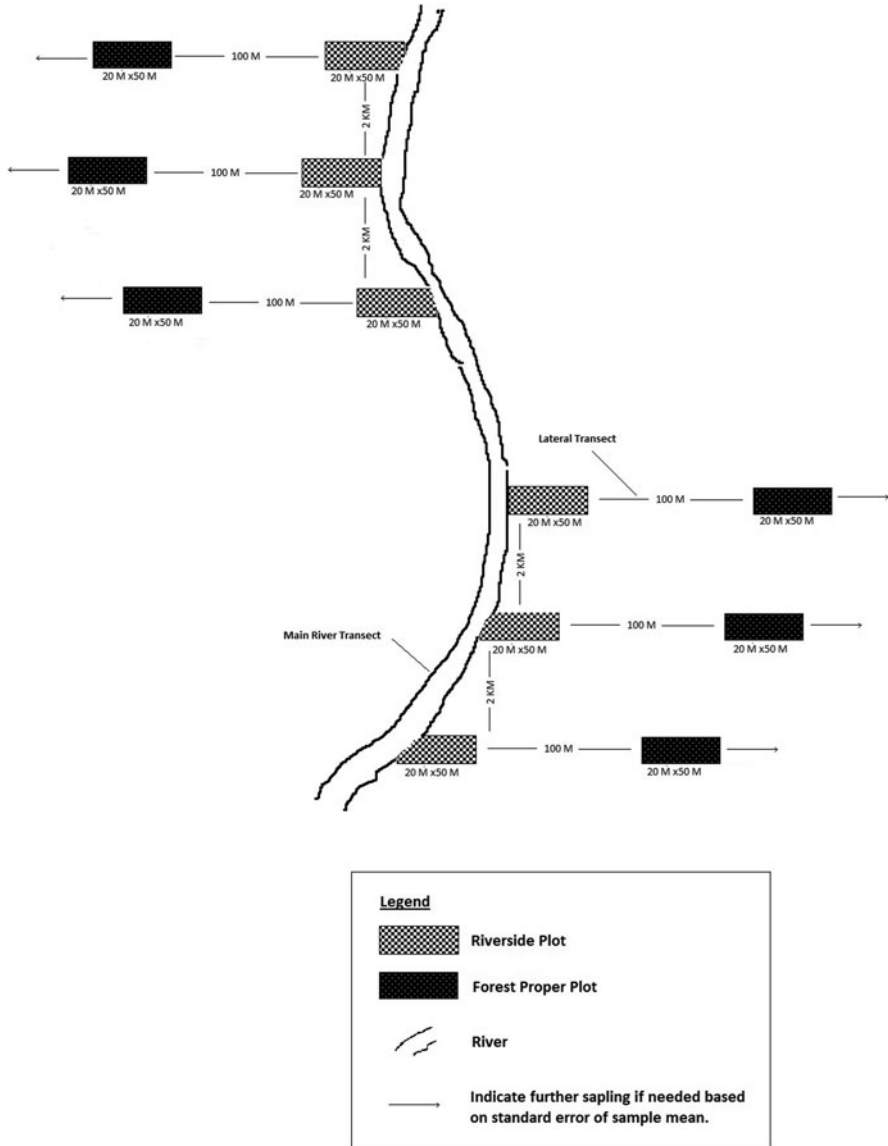 100 M
20 M x50 M
20 M x50 M
2 KM
100 M
20 M x50 M
20 M x50 M
2 KM
100 M
20 M x50 M
20 M x50 M
Lateral Transect
100 M
20 M x50 M
20 M x50 M
2 KM
Main River Transect
100 M
20 M x50 M
20 M x50 M
2 KM
100 M
20 M x50 M
20 M x50 M
Legend
Riverside Plot
Forest Proper Plot
River
Indicate further sapling if needed based
on standard error of sample mean.